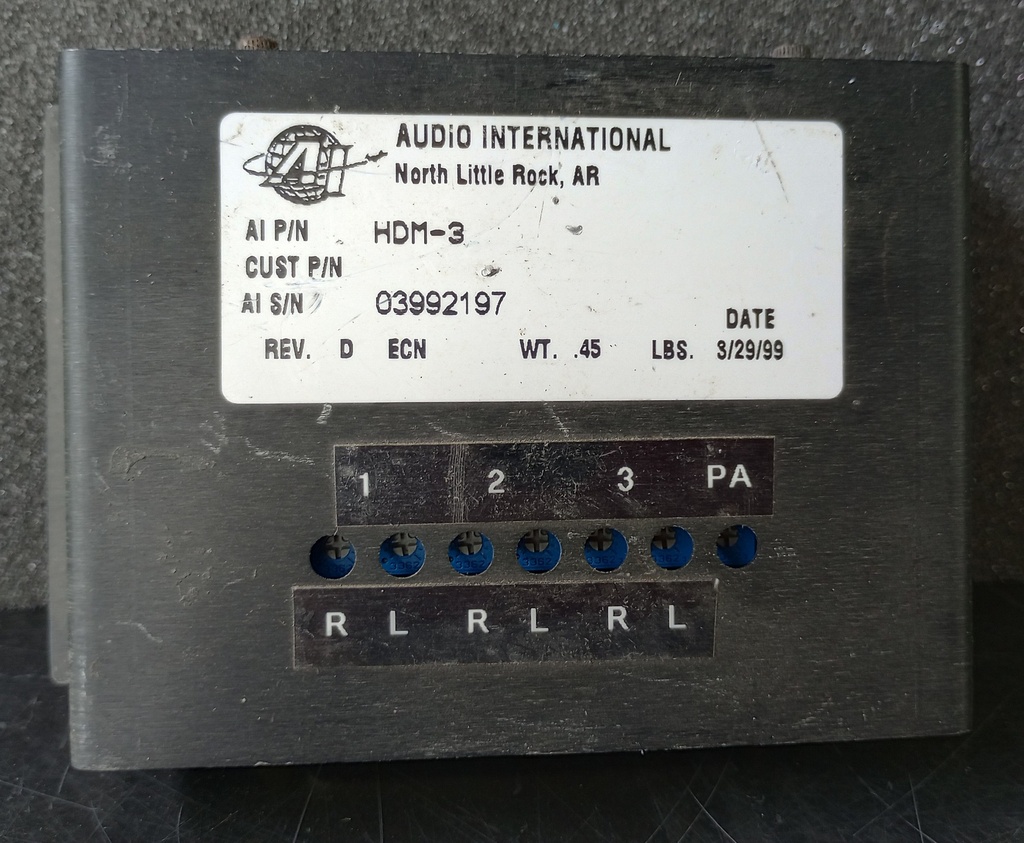 AI
AUDIO INTERNATIONAL
North Little Rock, AR
AI P/N HDM-3
CUST P/N
AI S/N 03992197
DATE
REV. D ECN WT. .45 LBS. 3/29/99
1 2 3 PA
R L R L R L